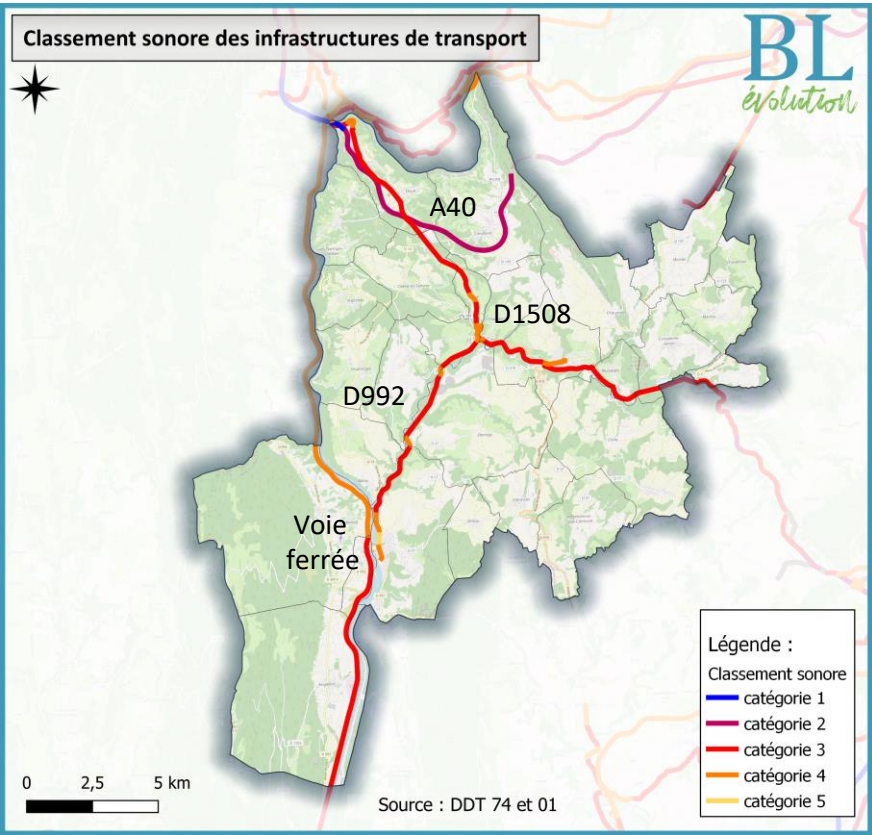 Classement sonore des infrastructures de transport
BL
évolution
A40
D1508
D992
Voie
ferrée
Légende :
Classement sonore
catégorie 1
catégorie 2
catégorie 3
catégorie 4
catégorie 5
0 2,5 5 km
Source : DDT 74 et 01